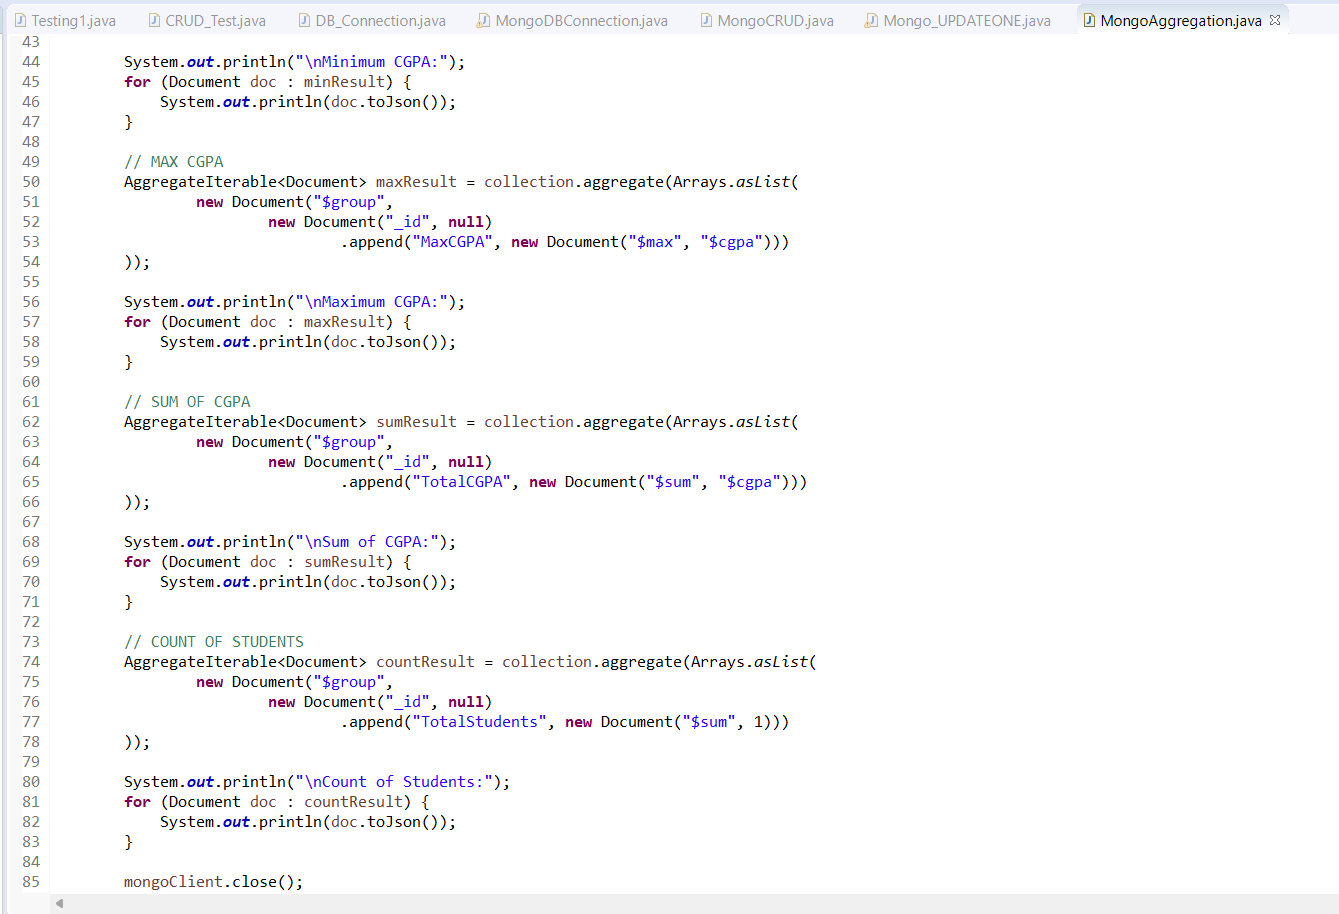 Testing1.java CRUD_Test.java DB_Connection.java MongoDBConnection.java MongoCRUD.java Mongo_UPDATEONE.java MongoAggregation.java
43
44 System.out.println("\nMinimum CGPA:");
45 for (Document doc : minResult) {
46 System.out.println(doc.toJson());
47 }
48
49 // MAX CGPA
50 AggregateIterable<Document> maxResult = collection.aggregate(Arrays.asList(
51 new Document("$group",
52 new Document("_id", null)
53 .append("MaxCGPA", new Document("$max", "$cgpa")))
54 ));
55
56 System.out.println("\nMaximum CGPA:");
57 for (Document doc : maxResult) {
58 System.out.println(doc.toJson());
59 }
60
61 // SUM OF CGPA
62 AggregateIterable<Document> sumResult = collection.aggregate(Arrays.asList(
63 new Document("$group",
64 new Document("_id", null)
65 .append("TotalCGPA", new Document("$sum", "$cgpa")))
66 ));
67
68 System.out.println("\nSum of CGPA:");
69 for (Document doc : sumResult) {
70 System.out.println(doc.toJson());
71 }
72
73 // COUNT OF STUDENTS
74 AggregateIterable<Document> countResult = collection.aggregate(Arrays.asList(
75 new Document("$group",
76 new Document("_id", null)
77 .append("TotalStudents", new Document("$sum", 1)))
78 ));
79
80 System.out.println("\nCount of Students:");
81 for (Document doc : countResult) {
82 System.out.println(doc.toJson());
83 }
84
85 mongoClient.close();